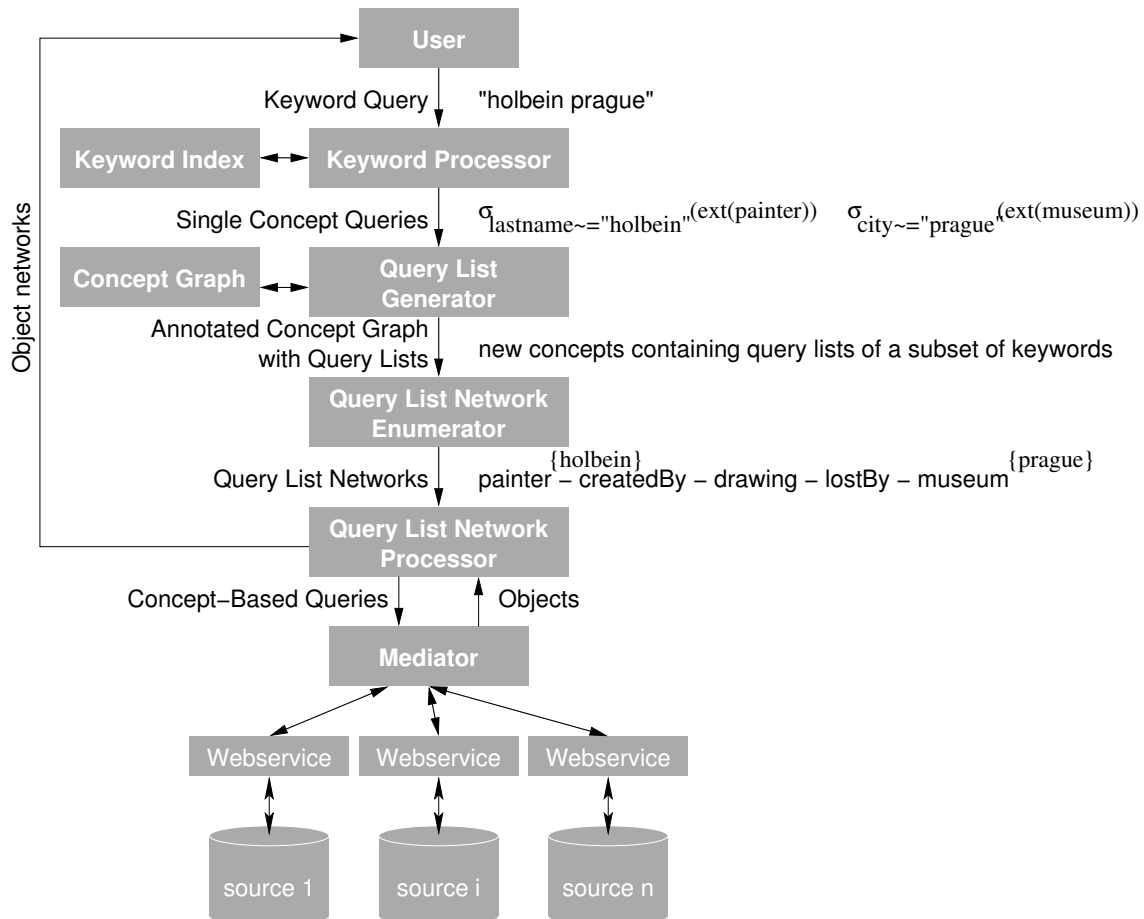 User
Keyword Query
"holbein prague"
Keyword Index
Keyword Processor
Object networks
Single Concept Queries
σlastname~="holbein"(ext(painter))
σcity~="prague"(ext(museum))
Concept Graph
Query List
Generator
Annotated Concept Graph
with Query Lists
new concepts containing query lists of a subset of keywords
Query List Network
Enumerator
Query List Networks
painter{holbein} – createdBy – drawing – lostBy – museum{prague}
Query List Network
Processor
Concept–Based Queries
Objects
Mediator
Webservice
Webservice
Webservice
source 1
source i
source n